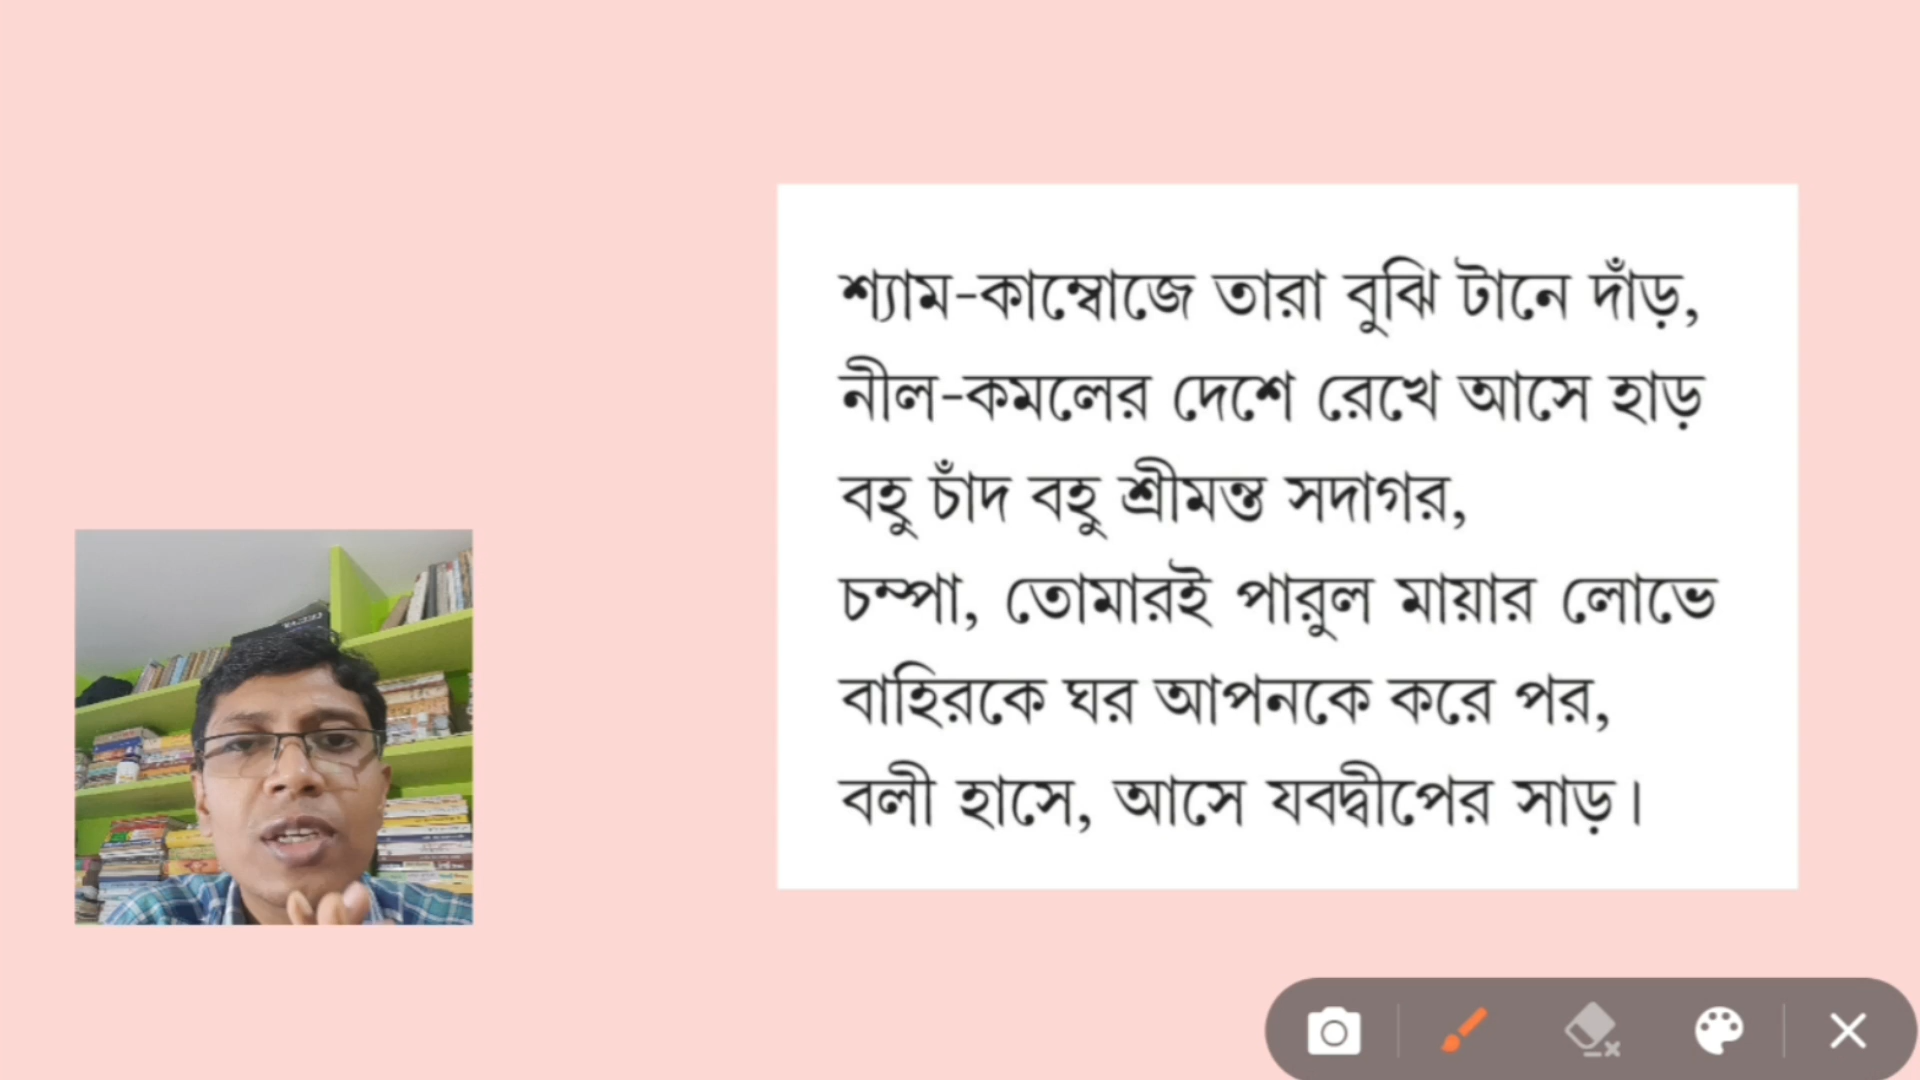 শ্যাম-কাম্বোজে তারা বুঝি টানে দাঁড়,
নীল-কমলের দেশে রেখে আসে হাড়
বহু চাঁদ বহু শ্রীমন্ত সদাগর,
চম্পা, তোমারই পারুল মায়ার লোভে
বাহিরকে ঘর আপনকে করে পর,
বলী হাসে, আসে যবদ্বীপের সাড়।